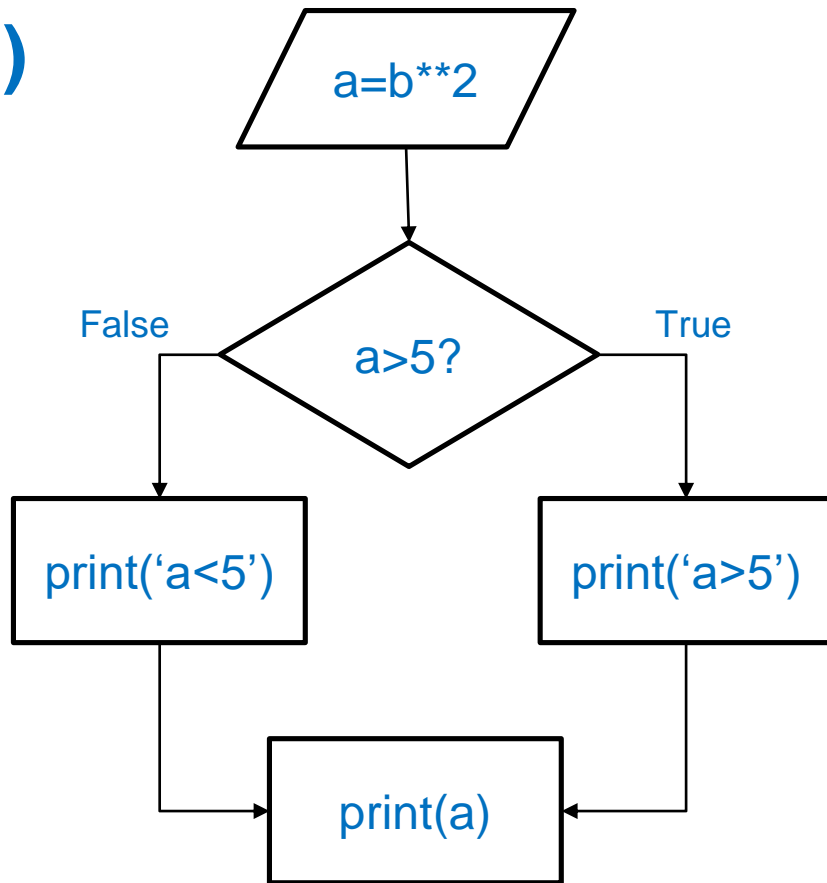 )
a=b**2
False
True
a>5?
print(‘a<5’)
print(‘a>5’)
print(a)